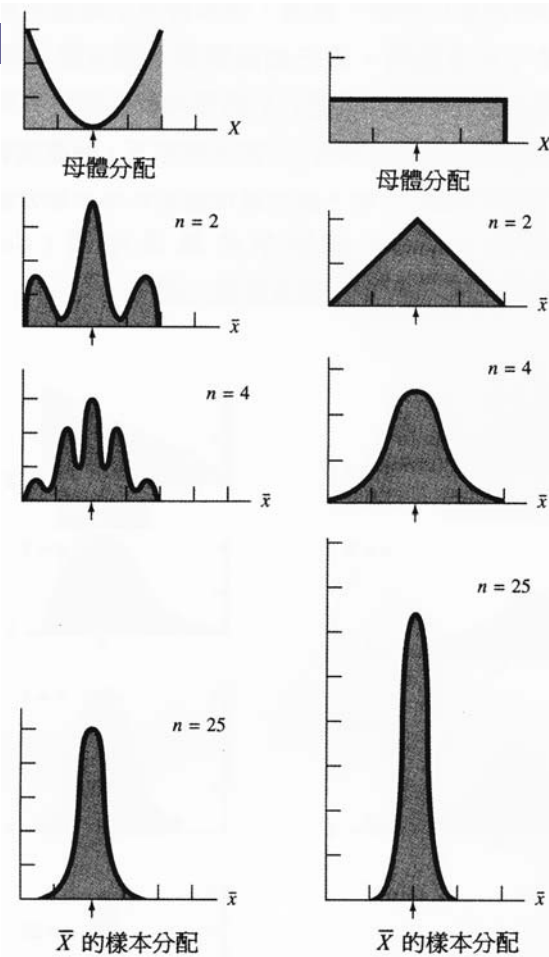 X
母體分配
n = 2
x̄
n = 4
x̄
n = 25
x̄
X̄ 的樣本分配
X
母體分配
n = 2
x̄
n = 4
x̄
n = 25
x̄
X̄ 的樣本分配